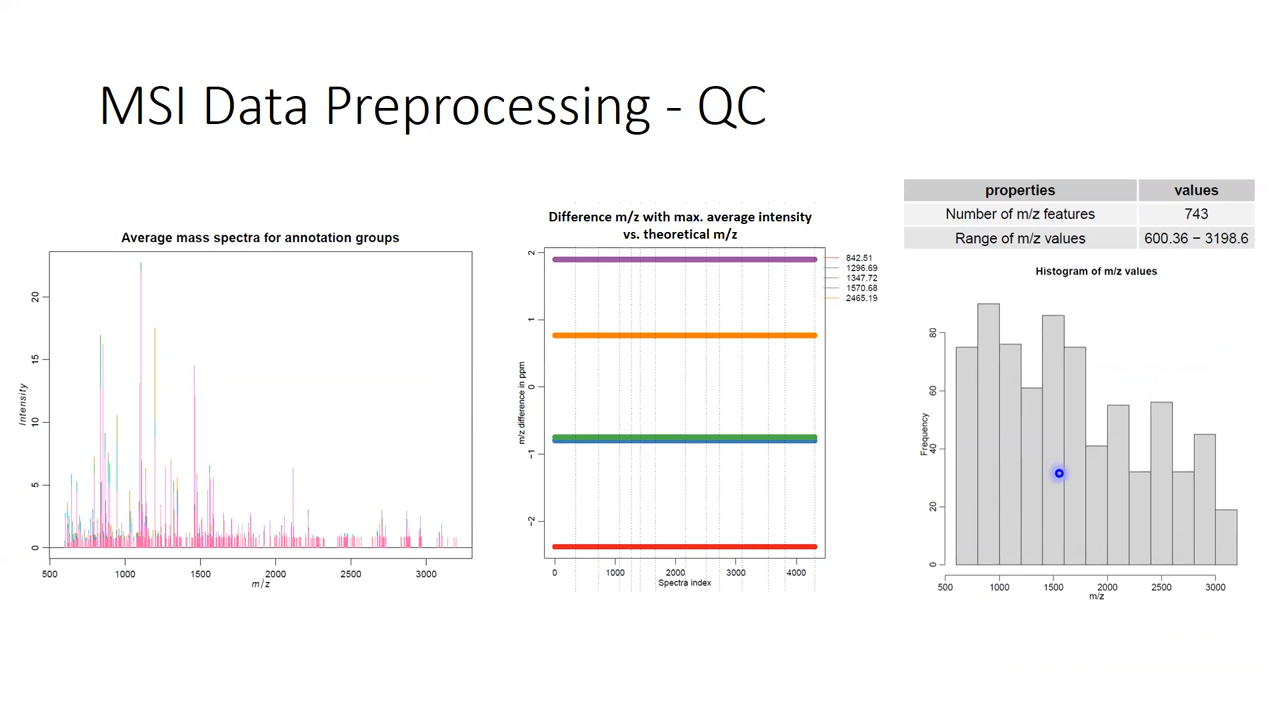 MSI Data Preprocessing - QC
Average mass spectra for annotation groups
Intensity
20
15
10
5
0
500 1000 1500 2000 2500 3000
m/z
Difference m/z with max. average intensity
vs. theoretical m/z
m/z difference in ppm
2
1
0
−1
−2
0 1000 2000 3000 4000
Spectra index
842.51
1296.69
1347.72
1570.68
2465.19
properties values
Number of m/z features 743
Range of m/z values 600.36 − 3198.6
Histogram of m/z values
Frequency
80
60
40
20
0
500 1000 1500 2000 2500 3000
m/z